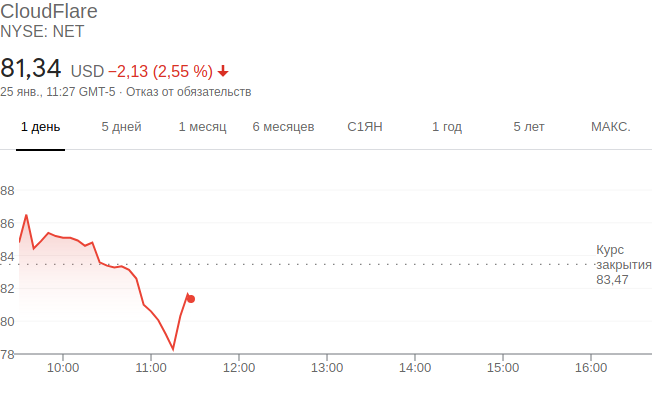 CloudFlare
NYSE: NET
81,34 USD −2,13 (2,55 %)
25 янв., 11:27 GMT-5 · Отказ от обязательств
1 день 5 дней 1 месяц 6 месяцев С1ЯН 1 год 5 лет МАКС.
88
86
84
82
80
78
Курс
закрытия
83,47
10:00 11:00 12:00 13:00 14:00 15:00 16:00